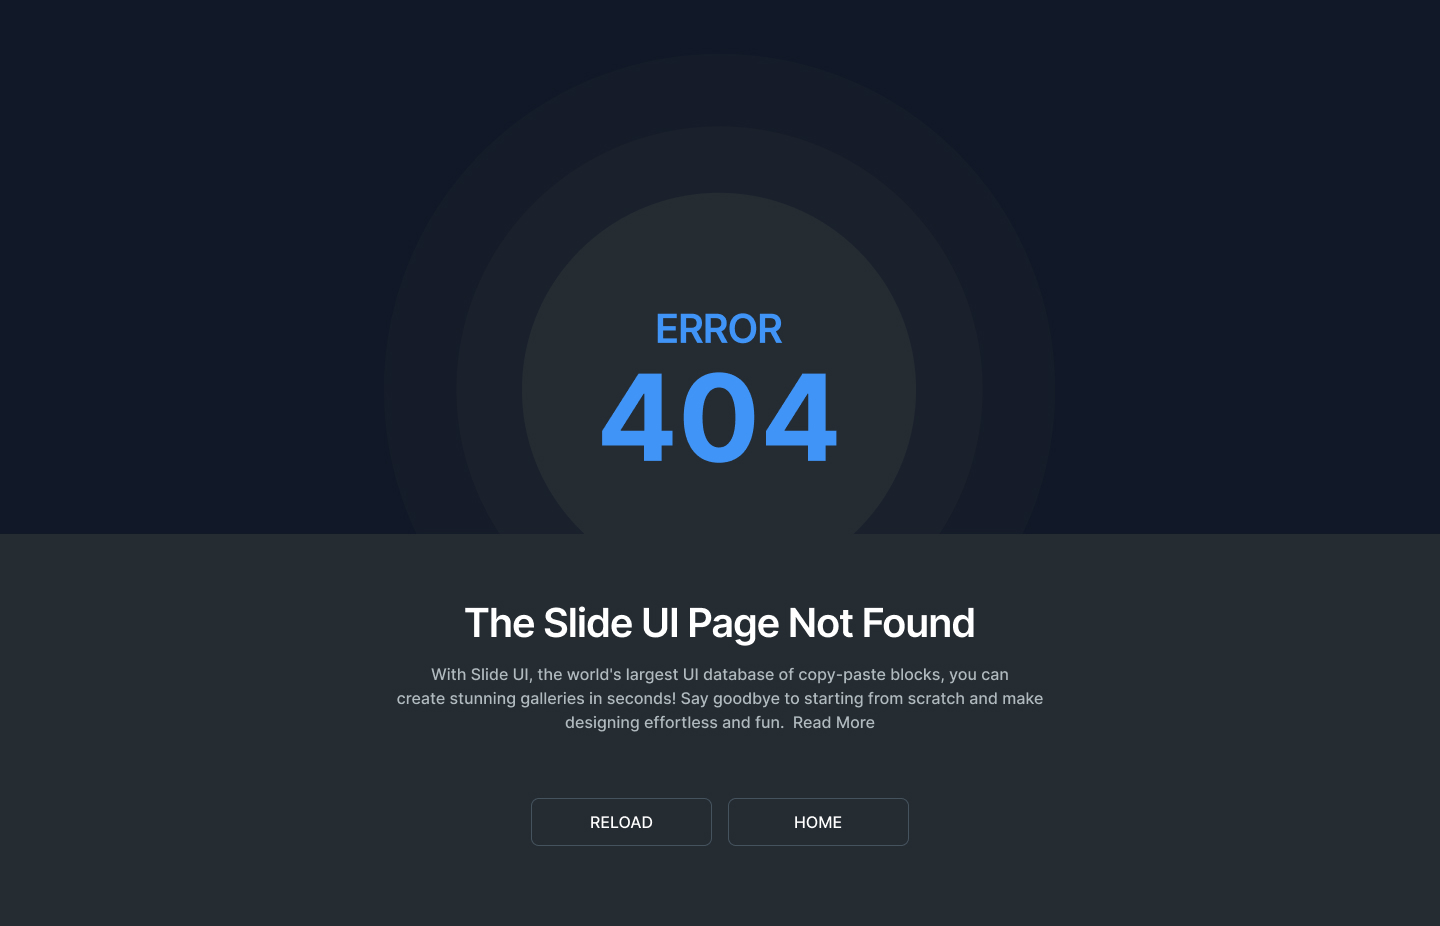 ERROR
404
The Slide UI Page Not Found
With Slide UI, the world's largest UI database of copy-paste blocks, you can
create stunning galleries in seconds! Say goodbye to starting from scratch and make
designing effortless and fun.  Read More
RELOAD
HOME